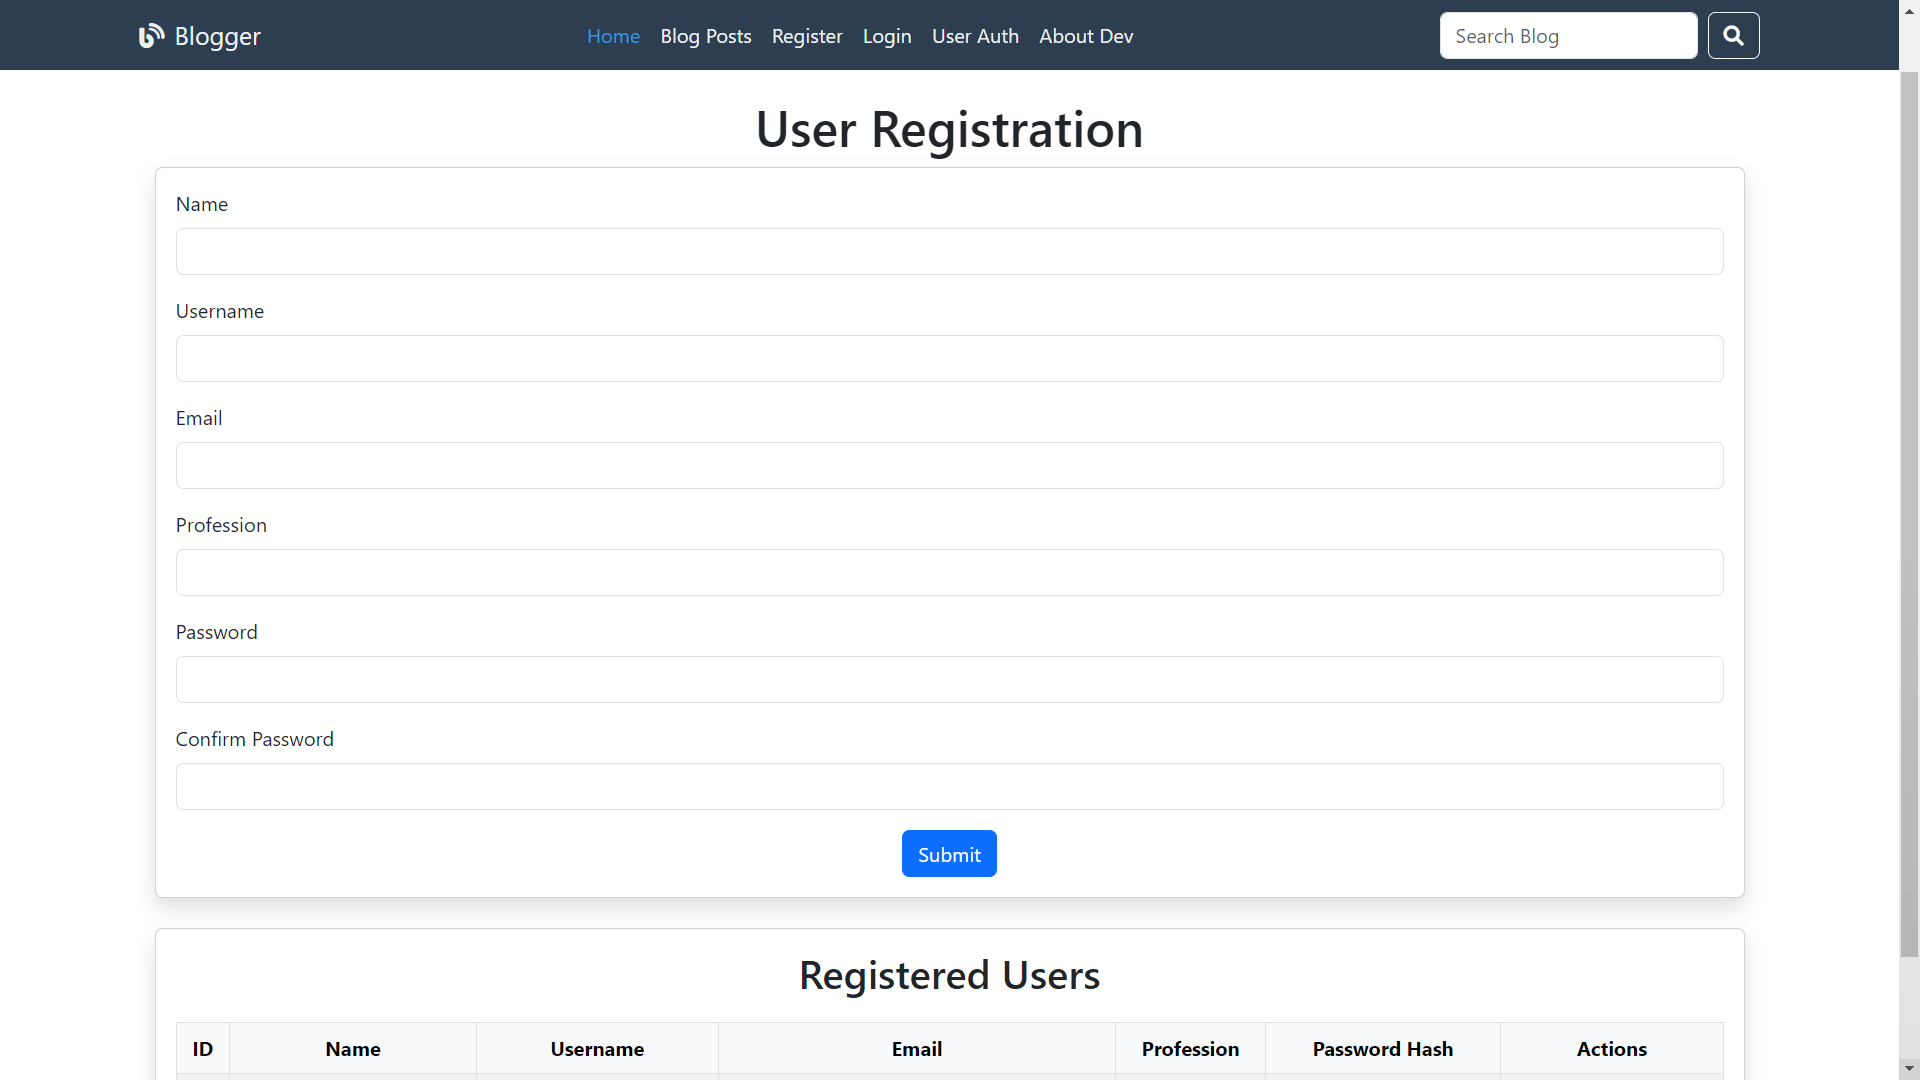 Blogger
Home Blog Posts Register Login User Auth About Dev
Search Blog
User Registration
Name
Username
Email
Profession
Password
Confirm Password
Submit
Registered Users
ID Name Username Email Profession Password Hash Actions